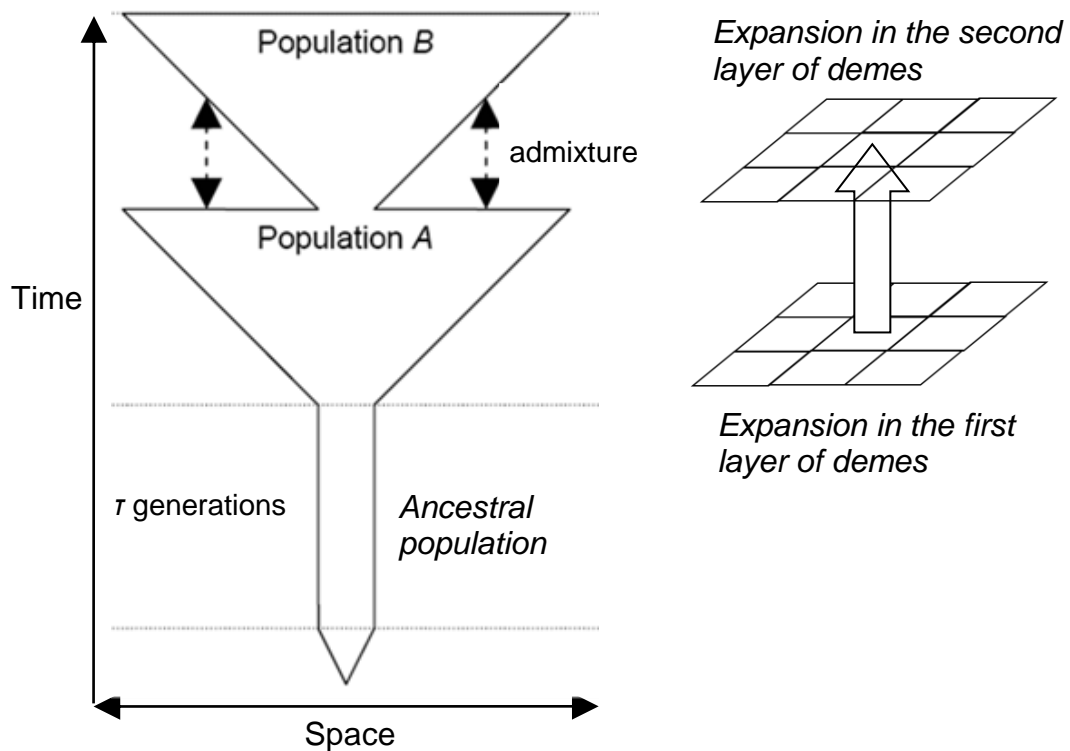 Population B
Expansion in the second
layer of demes
admixture
Population A
Time
Expansion in the first
layer of demes
τ generations
Ancestral
population
Space